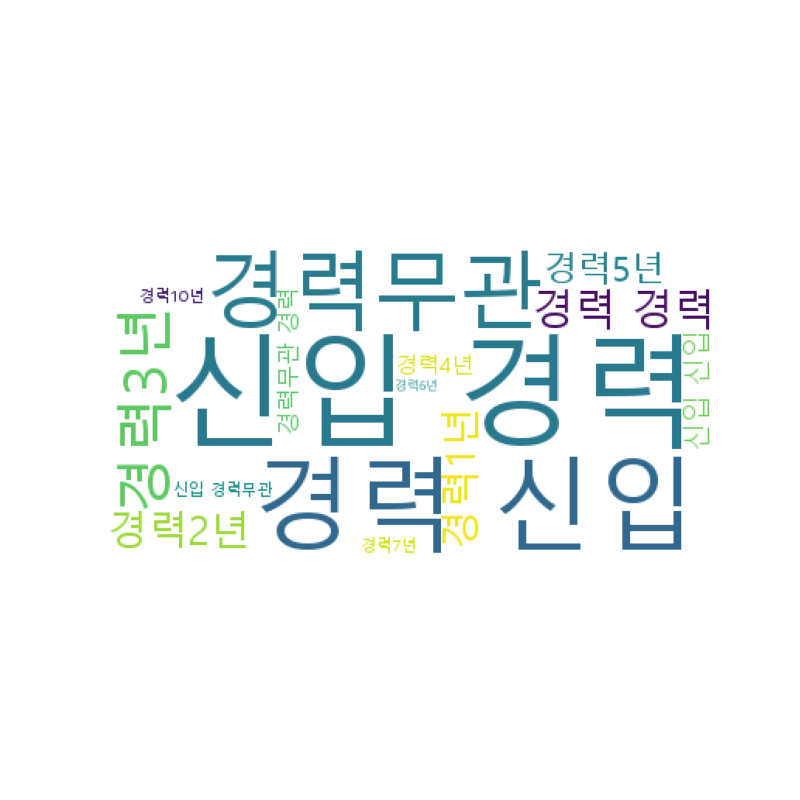 경력무관
경력5년
경력10년
경력 경력
신입 경력
경력3년
경력무관 경력
경력4년
경력6년
신입 신입
경력 신입
경력1년
신입 경력무관
경력2년
경력7년